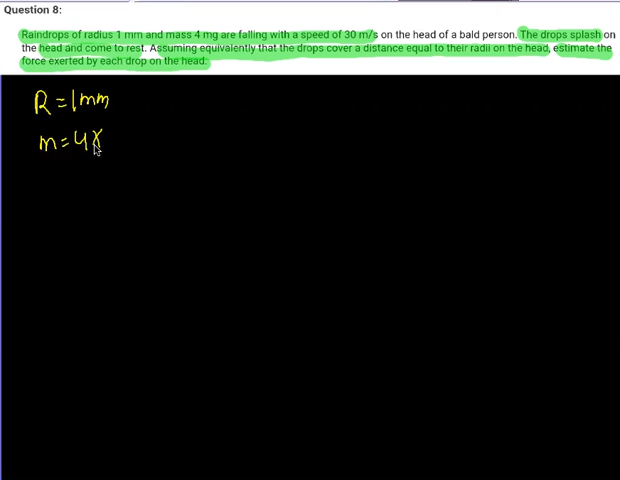 Question 8:
Raindrops of radius 1 mm and mass 4 mg are falling with a speed of 30 m/s on the head of a bald person. The drops splash on
the head and come to rest. Assuming equivalently that the drops cover a distance equal to their radii on the head, estimate the
force exerted by each drop on the head.
R = 1mm
m = 4x